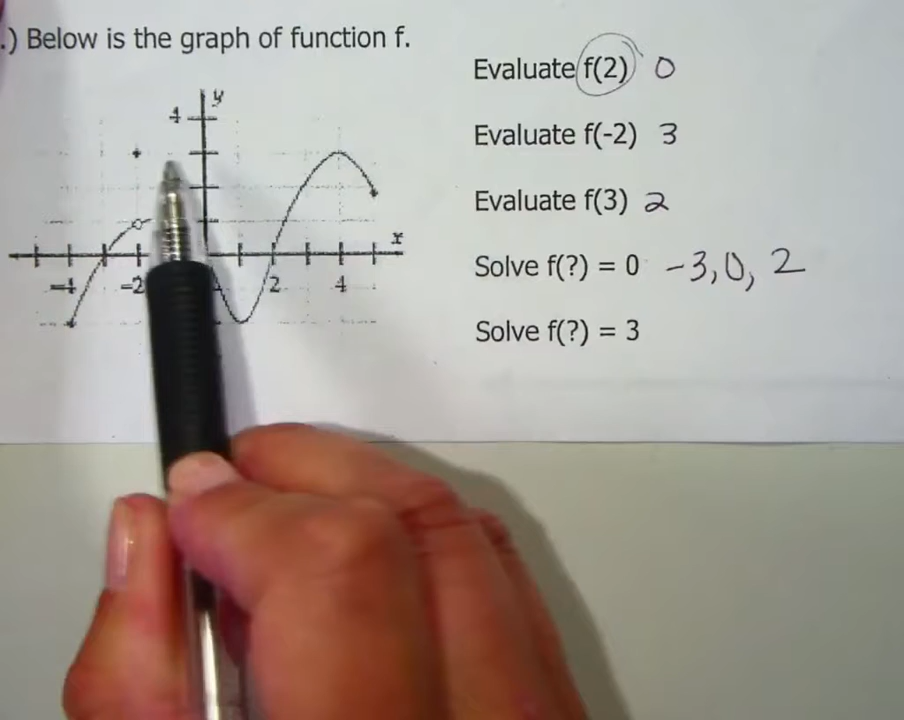 .) Below is the graph of function f.
Evaluate f(2) 0
Evaluate f(-2) 3
Evaluate f(3) 2
Solve f(?) = 0 -3, 0, 2
Solve f(?) = 3
y
4
x
-4 -2 2 4